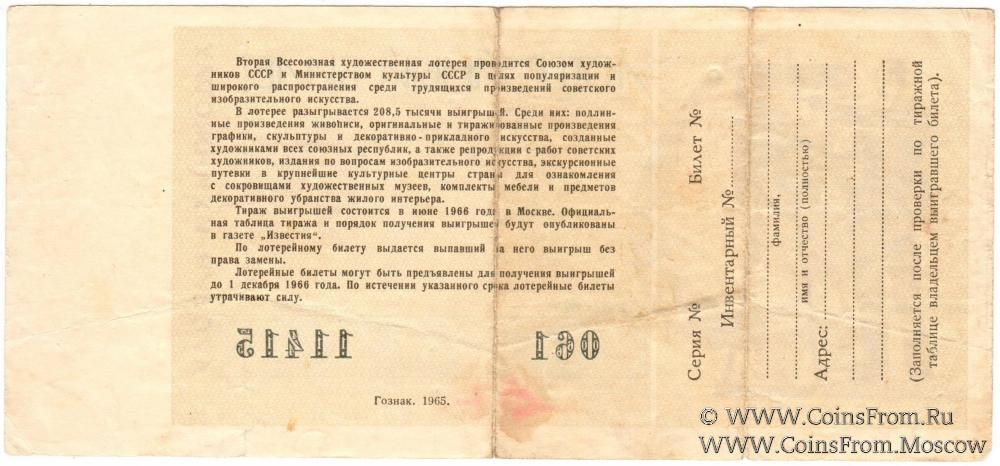 Вторая Всесоюзная художественная лотерея проводится Союзом худож-
ников СССР и Министерством культуры СССР в целях популяризации и
широкого распространения среди трудящихся произведений советского
изобразительного искусства.
В лотерее разыгрывается 208,5 тысячи выигрышей. Среди них: подлин-
ные произведения живописи, оригинальные и тиражированные произведения
графики, скульптуры и декоративно-прикладного искусства, созданные
художниками всех союзных республик, а также репродукции с работ советских
художников, издания по вопросам изобразительного искусства, экскурсионные
путевки в крупнейшие культурные центры страны для ознакомления
с сокровищами художественных музеев, комплекты мебели и предметов
декоративного убранства жилого интерьера.
Тираж выигрышей состоится в июне 1966 года в Москве. Официаль-
ная таблица тиража и порядок получения выигрышей будут опубликованы
в газете „Известия“.
По лотерейному билету выдается выпавший на него выигрыш без
права замены.
Лотерейные билеты могут быть предъявлены для получения выигрышей
до 1 декабря 1966 года. По истечении указанного срока лотерейные билеты
утрачивают силу.
11415
061
Гознак. 1965.
Серия № Билет №
Инвентарный №
фамилия,
имя и отчество (полностью)
Адрес:
(Заполняется после проверки по тиражной
таблице владельцем выигравшего билета).
© WWW.CoinsFrom.Ru
WWW.CoinsFrom.Moscow